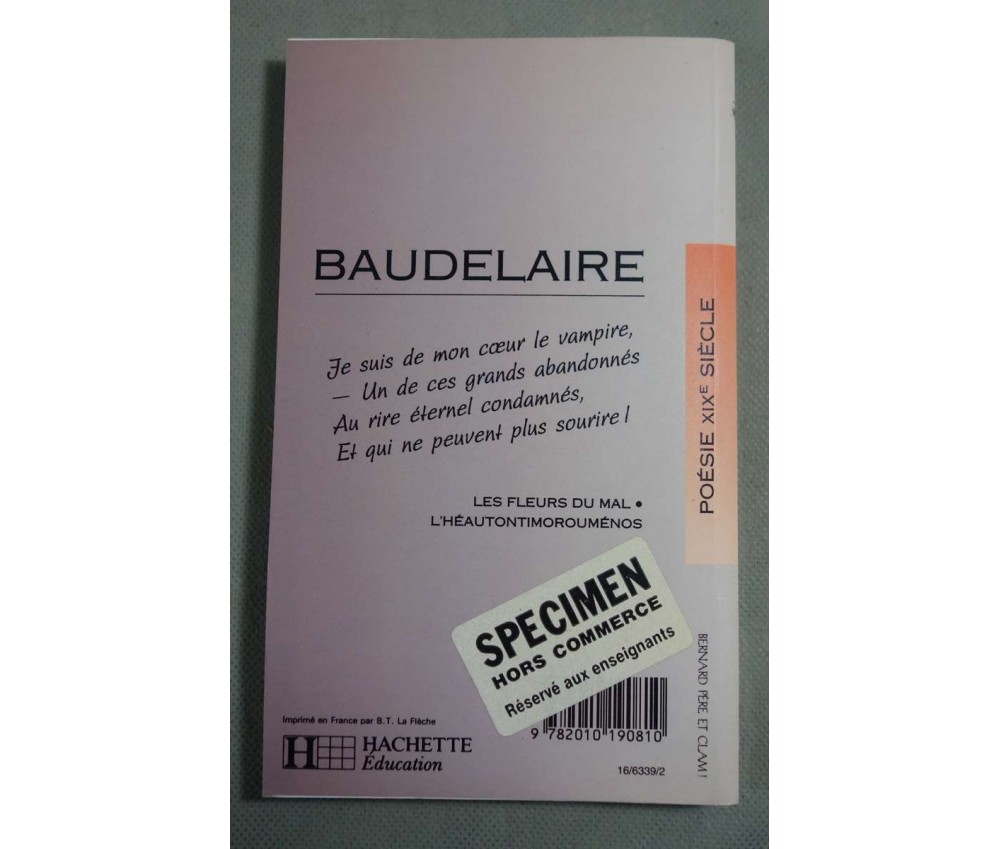 BAUDELAIRE
Je suis de mon cœur le vampire,
— Un de ces grands abandonnés
Au rire éternel condamnés,
Et qui ne peuvent plus sourire !
LES FLEURS DU MAL •
L'HÉAUTONTIMOROUMÉNOS
POÉSIE XIXE SIÈCLE
SPECIMEN
HORS COMMERCE
Réservé aux enseignants
BERNARD PÈRE ET CLAM !
Imprimé en France par B.T. La Flèche
H HACHETTE
Éducation
9 782010 190810
16/6339/2